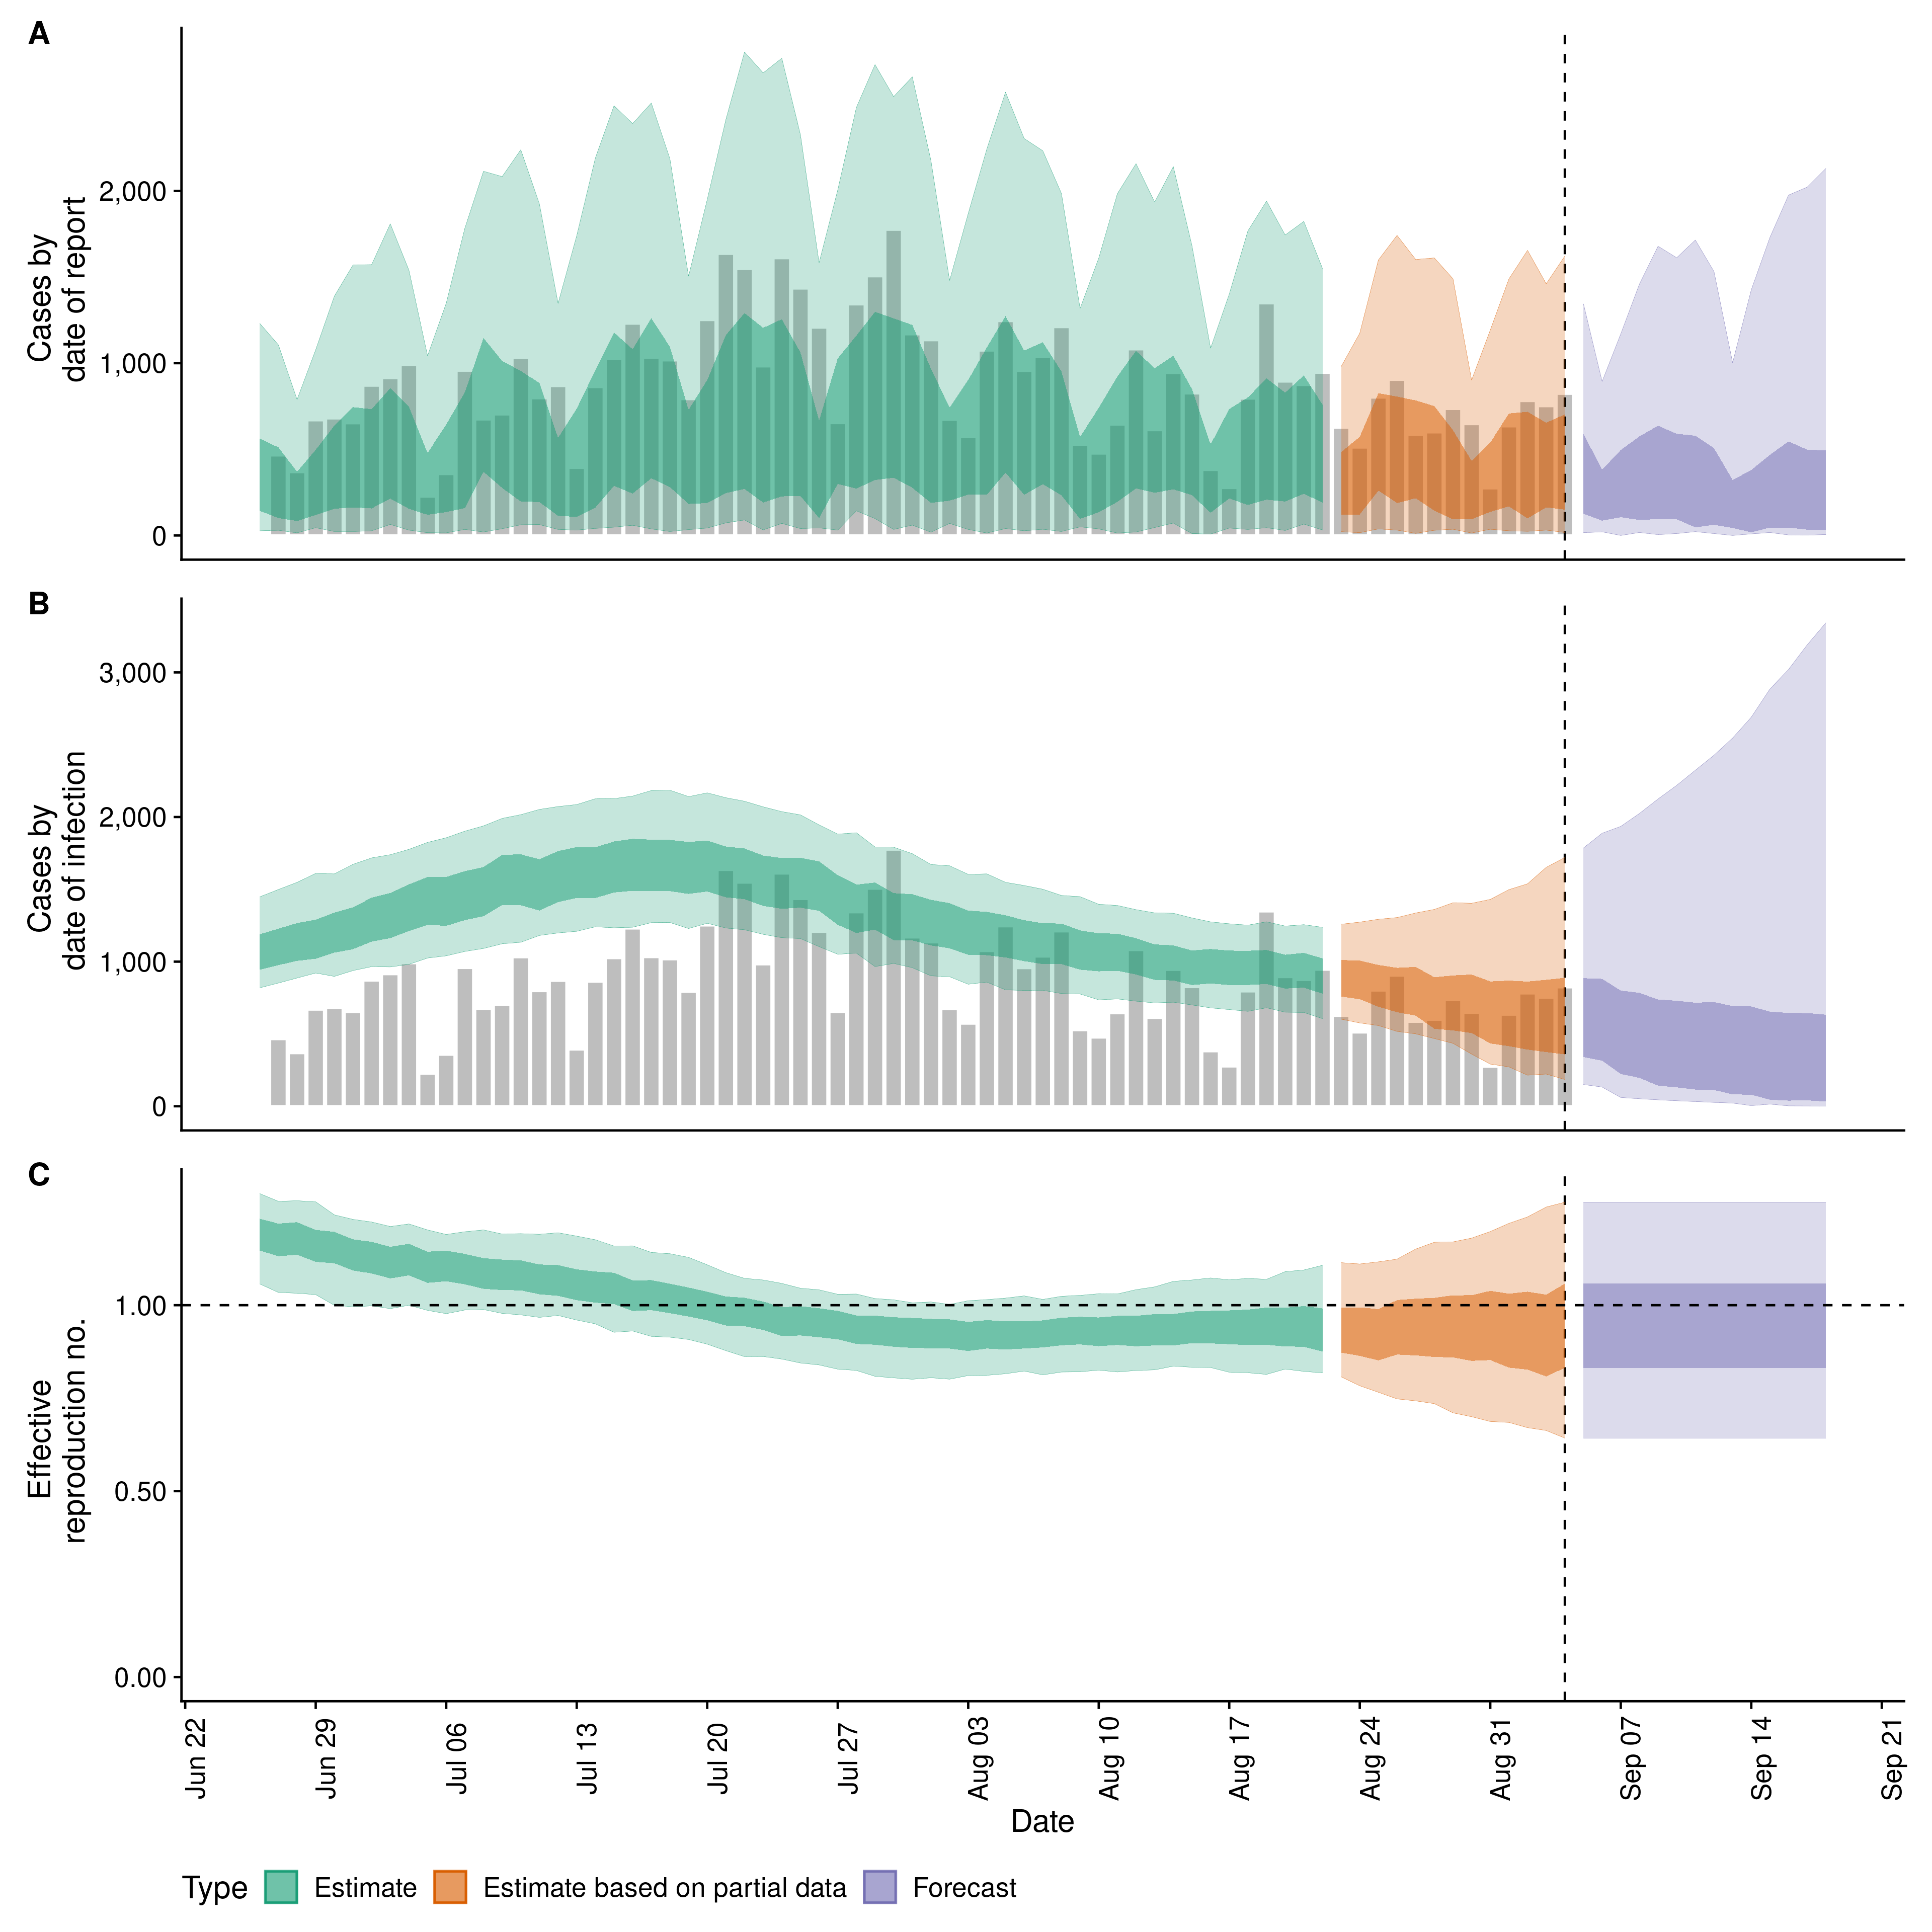 A
Cases by
date of report
2,000
1,000
0
B
Cases by
date of infection
3,000
2,000
1,000
0
C
Effective
reproduction no.
1.00
0.50
0.00
Jun 22
Jun 29
Jul 06
Jul 13
Jul 20
Jul 27
Aug 03
Aug 10
Aug 17
Aug 24
Aug 31
Sep 07
Sep 14
Sep 21
Date
Type Estimate Estimate based on partial data Forecast